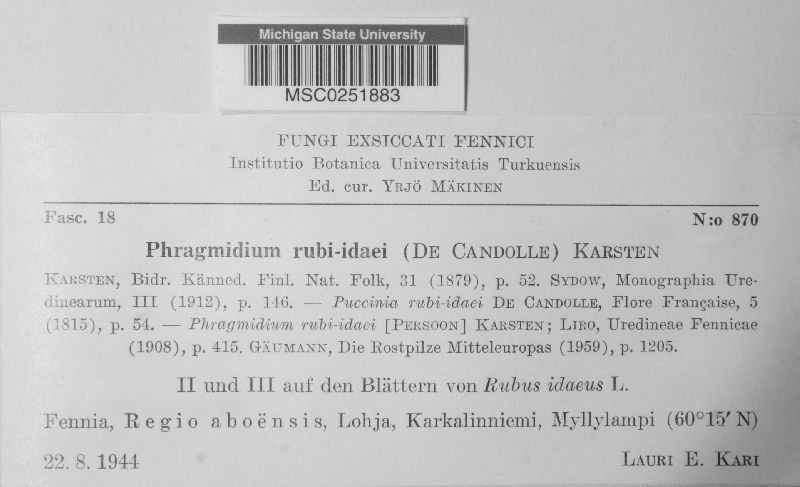 Michigan State University
MSC0251883
FUNGI EXSICCATI FENNICI
Institutio Botanica Universitatis Turkuensis
Ed. cur. YRJÖ MÄKINEN
Fasc. 18 N:o 870
Phragmidium rubi-idaei (DE CANDOLLE) KARSTEN
KARSTEN, Bidr. Känned. Finl. Nat. Folk, 31 (1879), p. 52. SYDOW, Monographia Ure-
dinearum, III (1912), p. 146. — Puccinia rubi-idaei DE CANDOLLE, Flore Française, 5
(1815), p. 54. — Phragmidium rubi-idaei [PERSOON] KARSTEN; LIRO, Uredineae Fennicae
(1908), p. 415. GÄUMANN, Die Rostpilze Mitteleuropas (1959), p. 1205.
II und III auf den Blättern von Rubus idaeus L.
Fennia, Regio aboënsis, Lohja, Karkalinniemi, Myllylampi (60°15′ N)
22. 8. 1944 LAURI E. KARI